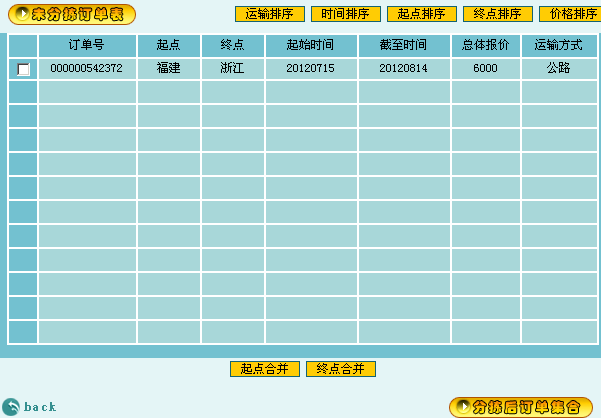 未分拣订单表 运输排序 时间排序 起点排序 终点排序 价格排序
订单号 起点 终点 起始时间 截至时间 总体报价 运输方式
000000542372 福建 浙江 20120715 20120814 6000 公路
起点合并 终点合并
back 分拣后订单集合